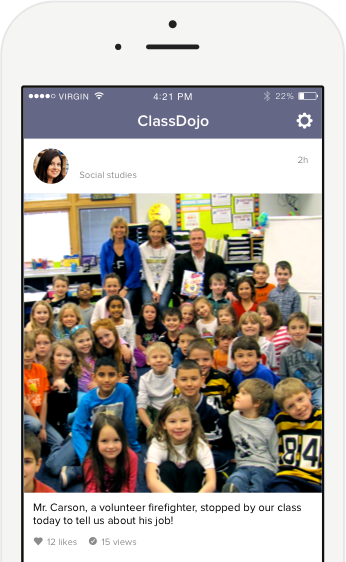 VIRGIN 4:21 PM 22%
ClassDojo
2h
Social studies
84
Mr. Carson, a volunteer firefighter, stopped by our class
today to tell us about his job!
12 likes 15 views